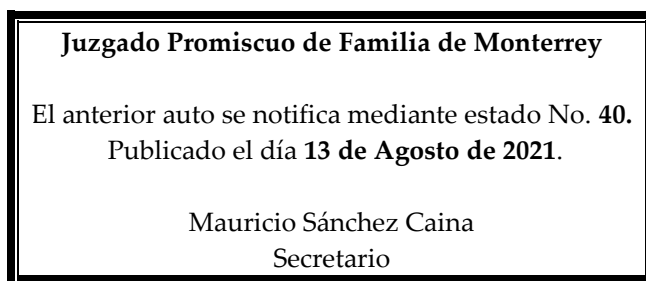 Juzgado Promiscuo de Familia de Monterrey
El anterior auto se notifica mediante estado No. 40.
Publicado el día 13 de Agosto de 2021.
Mauricio Sánchez Caina
Secretario